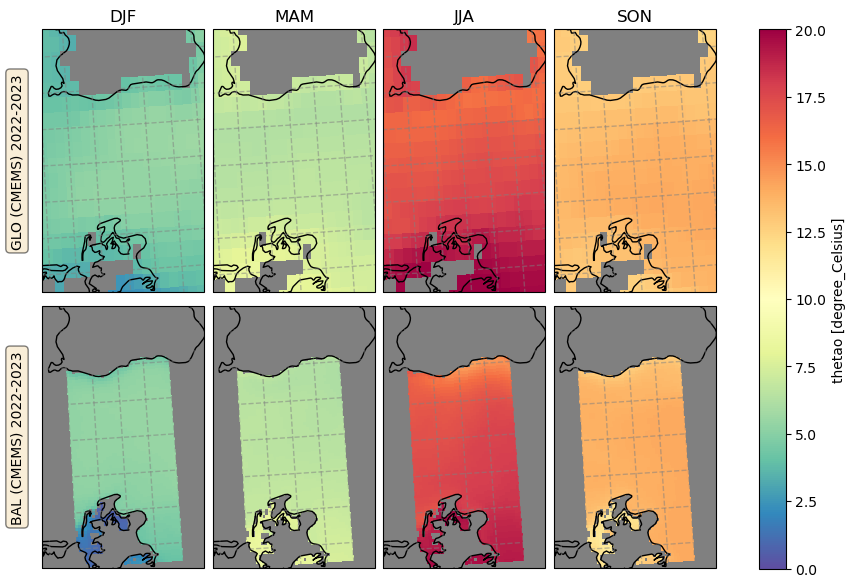 DJF MAM JJA SON
GLO (CMEMS) 2022-2023
BAL (CMEMS) 2022-2023
20.0
17.5
15.0
12.5
10.0
7.5
5.0
2.5
0.0
thetao [degree_Celsius]